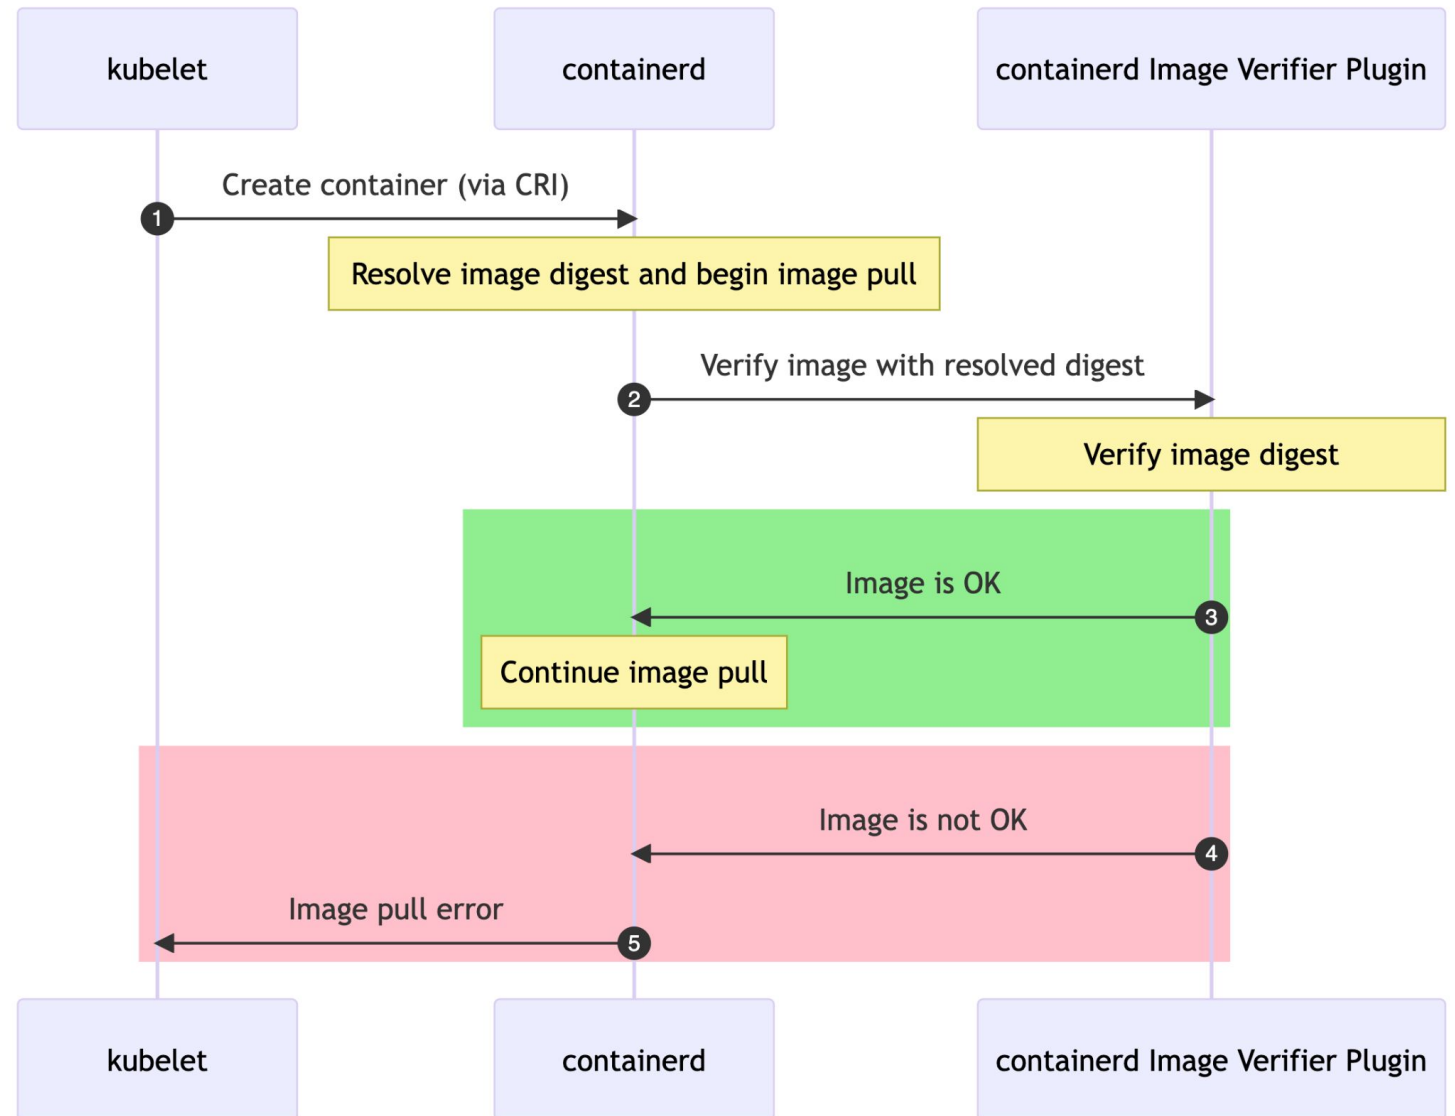 kubelet
containerd
containerd Image Verifier Plugin
Create container (via CRI)
1
Resolve image digest and begin image pull
Verify image with resolved digest
2
Verify image digest
Image is OK
3
Continue image pull
Image is not OK
4
Image pull error
5
kubelet
containerd
containerd Image Verifier Plugin